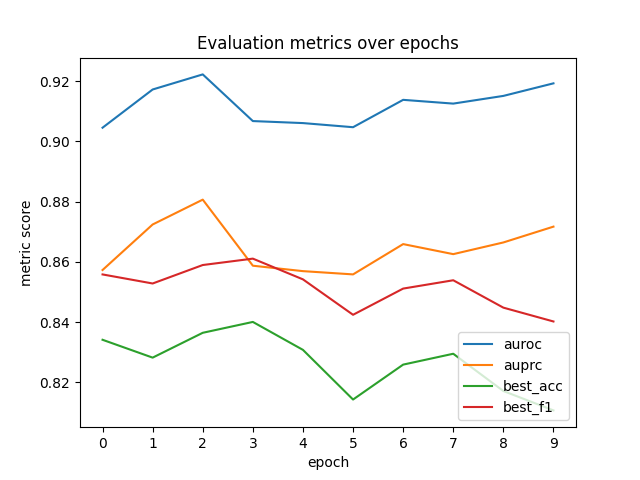 Evaluation metrics over epochs
metric score
0.92
0.90
0.88
0.86
0.84
0.82
auroc
auprc
best_acc
best_f1
0 1 2 3 4 5 6 7 8 9
epoch